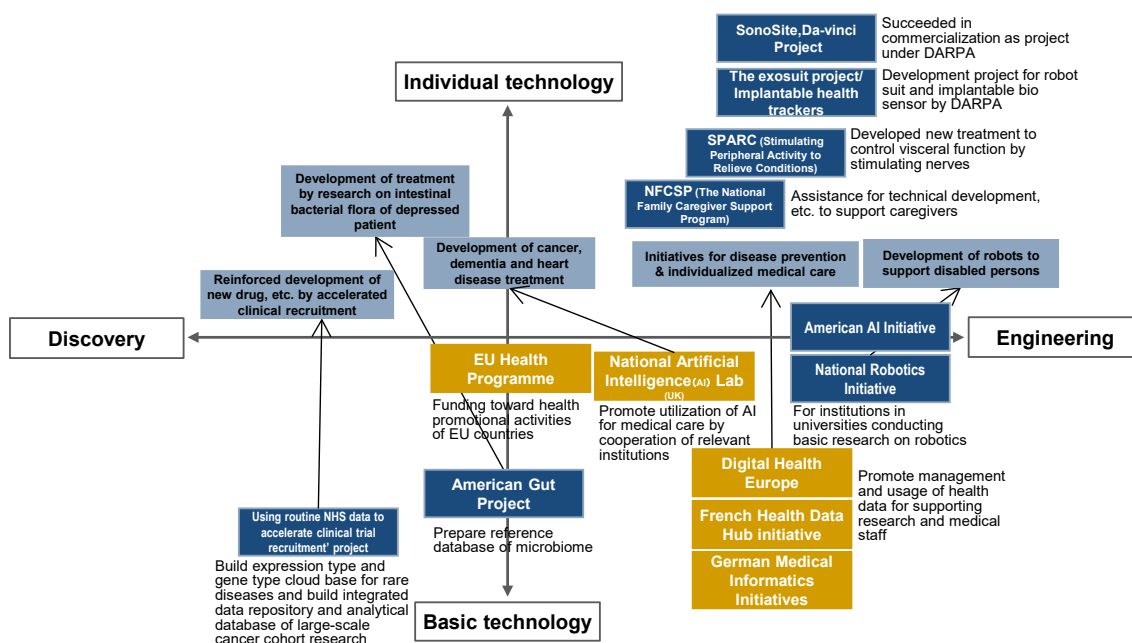 SonoSite,Da-vinci
Project
Succeeded in
commercialization as project
under DARPA
Individual technology
The exosuit project/
Implantable health
trackers
Development project for robot
suit and implantable bio
sensor by DARPA
SPARC (Stimulating
Peripheral Activity to
Relieve Conditions)
Developed new treatment to
control visceral function by
stimulating nerves
Development of treatment
by research on intestinal
bacterial flora of depressed
patient
NFCSP (The National
Family Caregiver Support
Program)
Assistance for technical development,
etc. to support caregivers
Development of cancer,
dementia and heart
disease treatment
Initiatives for disease prevention
& individualized medical care
Development of robots to
support disabled persons
Reinforced development of
new drug, etc. by accelerated
clinical recruitment
Discovery
American AI Initiative
Engineering
EU Health
Programme
National Artificial
Intelligence(AI) Lab
(UK)
National Robotics
Initiative
Funding toward health
promotional activities
of EU countries
Promote utilization of AI
for medical care by
cooperation of relevant
institutions
For institutions in
universities conducting
basic research on robotics
American Gut
Project
Prepare reference
database of microbiome
Digital Health
Europe
French Health Data
Hub initiative
German Medical
Informatics
Initiatives
Promote management
and usage of health
data for supporting
research and medical
staff
Using routine NHS data to
accelerate clinical trial
recruitment' project
Build expression type and
gene type cloud base for rare
diseases and build integrated
data repository and analytical
database of large-scale
cancer cohort research
Basic technology